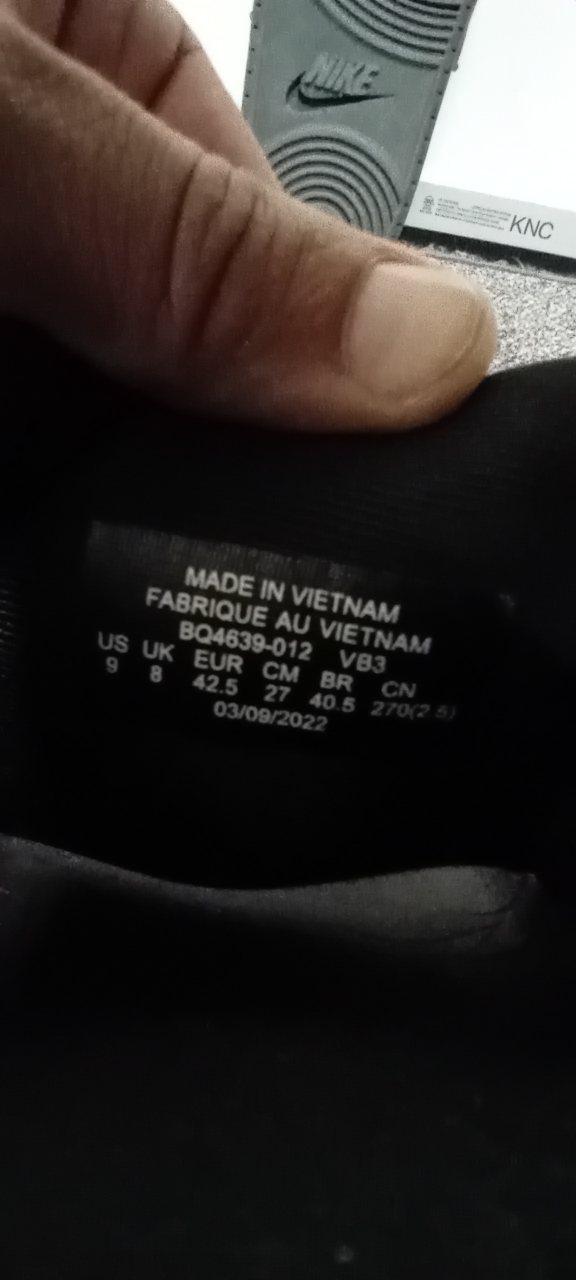 NIKE
KNC
MADE IN VIETNAM
FABRIQUE AU VIETNAM
BQ4639-012 VB3
US UK EUR CM BR CN
9 8 42.5 27 40.5 270(2.5)
03/09/2022